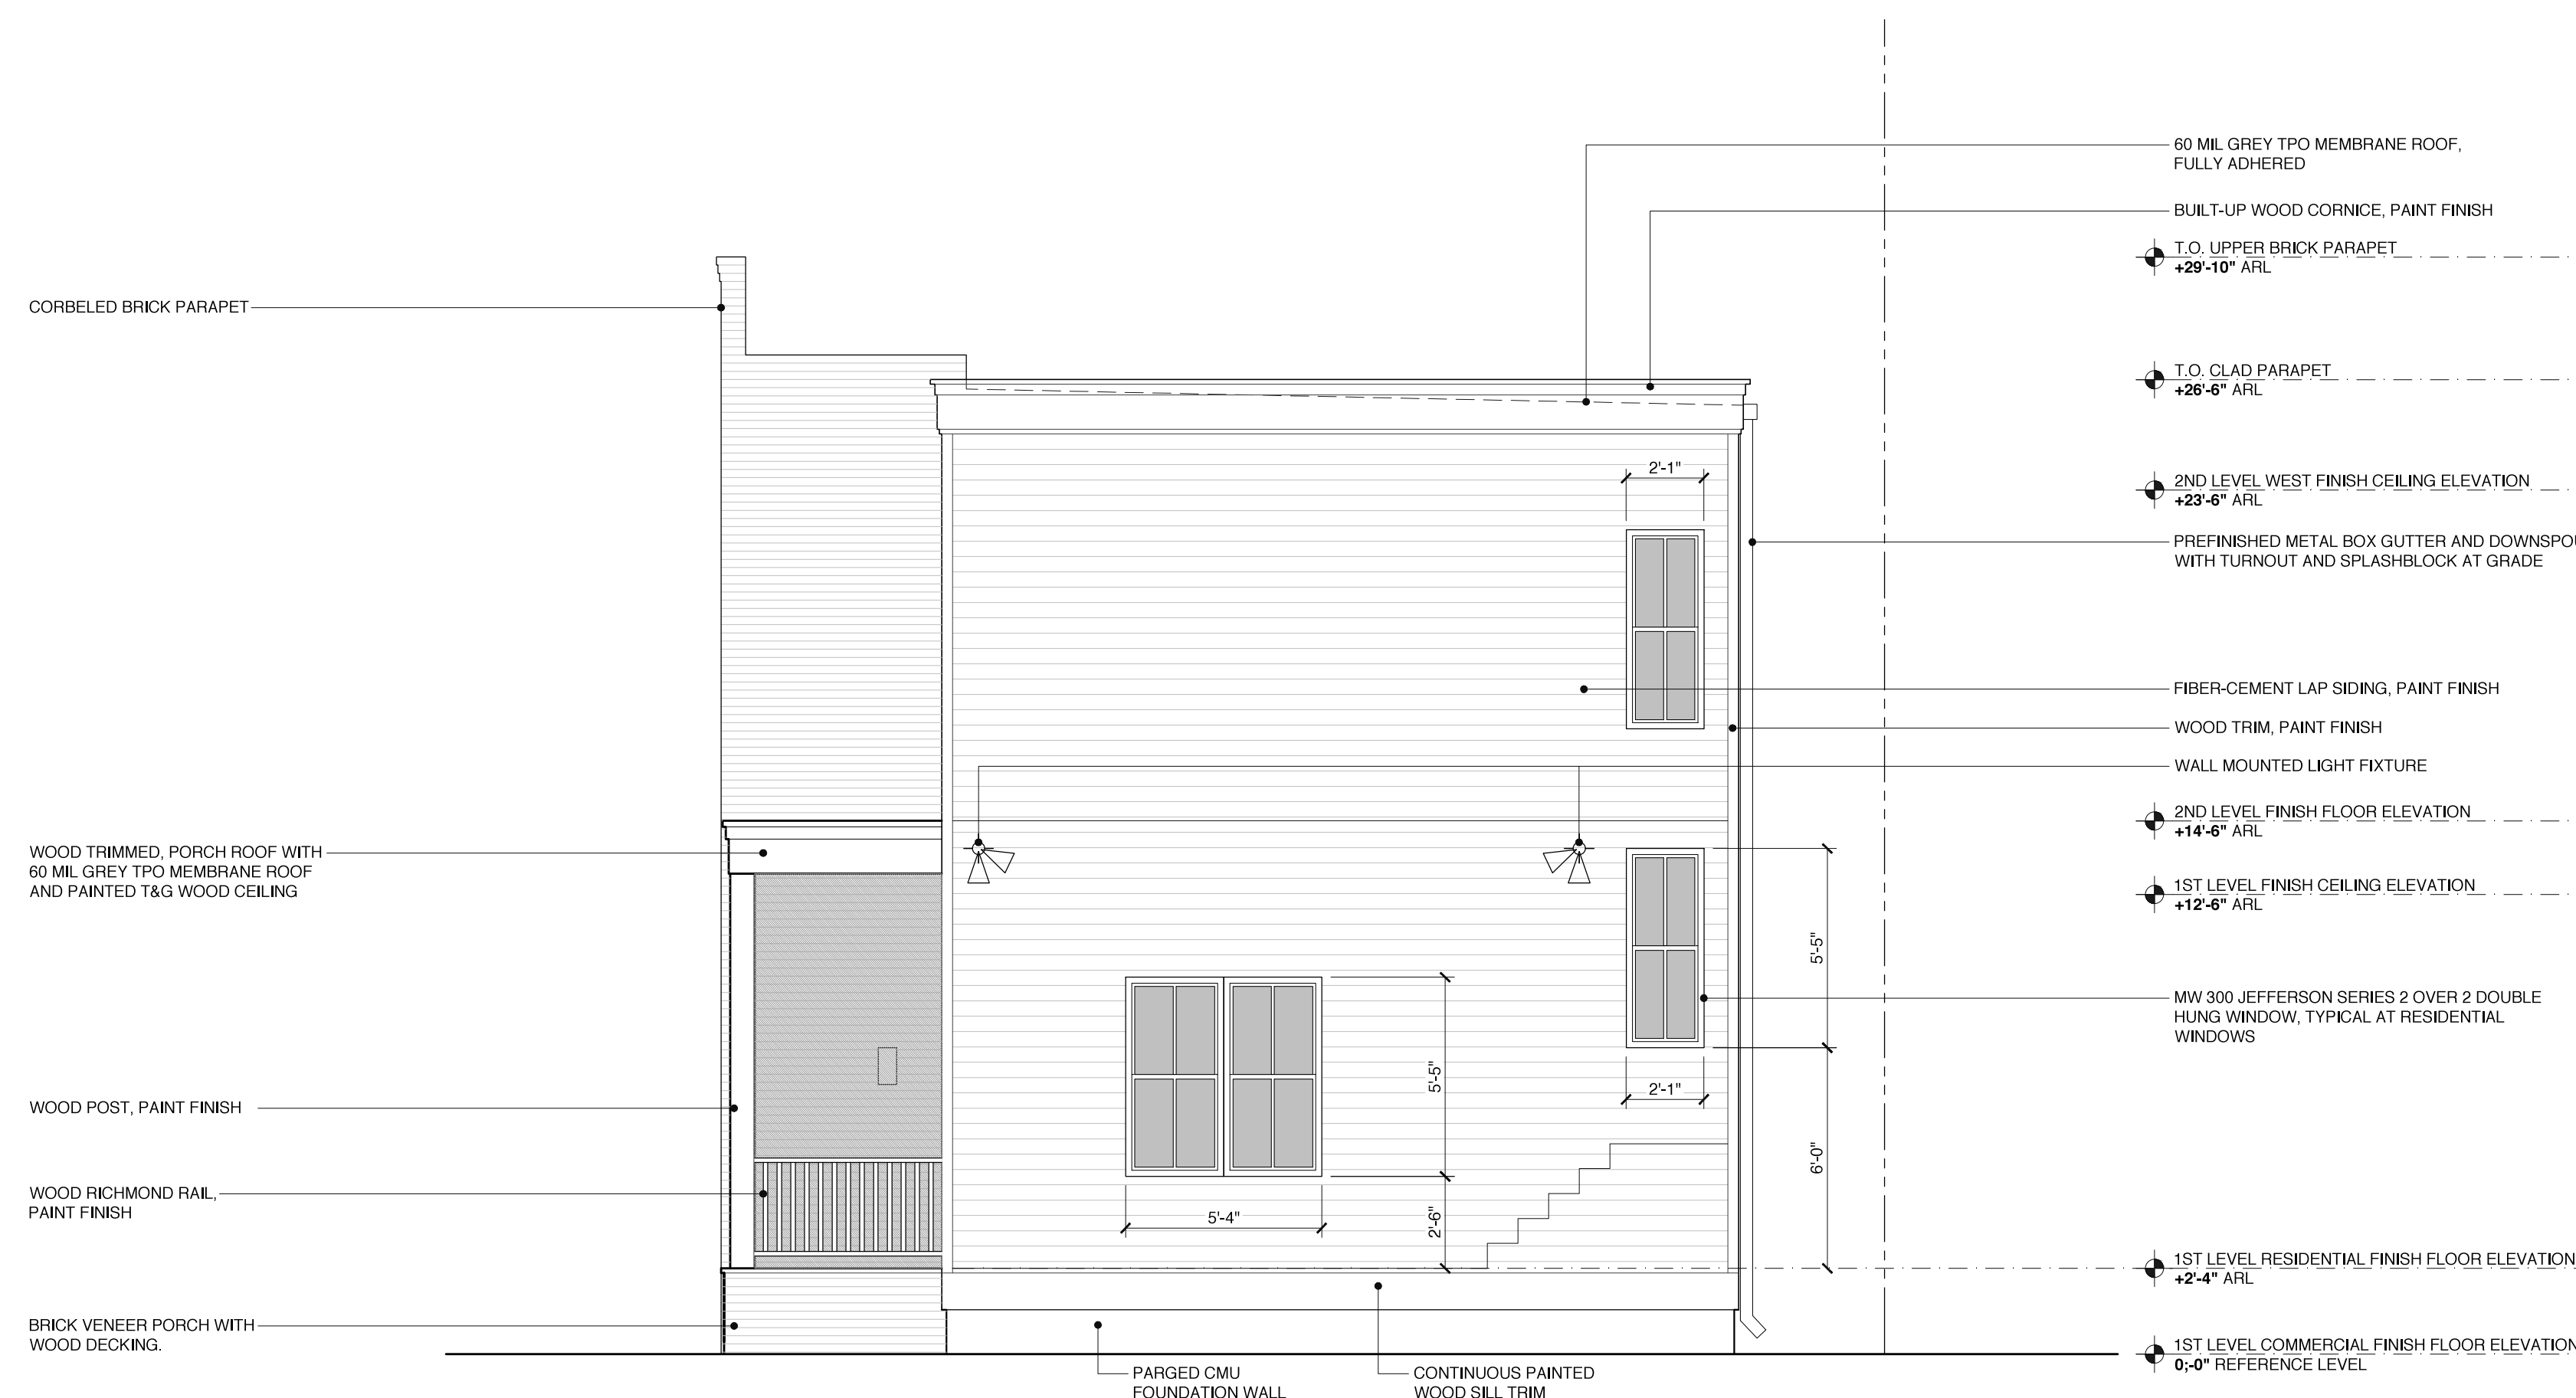 60 MIL GREY TPO MEMBRANE ROOF,
FULLY ADHERED
BUILT-UP WOOD CORNICE, PAINT FINISH
T.O. UPPER BRICK PARAPET
+29'-10" ARL
CORBELED BRICK PARAPET
T.O. CLAD PARAPET
+26'-6" ARL
2'-1"
2ND LEVEL WEST FINISH CEILING ELEVATION
+23'-6" ARL
PREFINISHED METAL BOX GUTTER AND DOWNSPOU
WITH TURNOUT AND SPLASHBLOCK AT GRADE
FIBER-CEMENT LAP SIDING, PAINT FINISH
WOOD TRIM, PAINT FINISH
WALL MOUNTED LIGHT FIXTURE
2ND LEVEL FINISH FLOOR ELEVATION
+14'-6" ARL
WOOD TRIMMED, PORCH ROOF WITH
60 MIL GREY TPO MEMBRANE ROOF
AND PAINTED T&G WOOD CEILING
1ST LEVEL FINISH CEILING ELEVATION
+12'-6" ARL
5'-5"
MW 300 JEFFERSON SERIES 2 OVER 2 DOUBLE
HUNG WINDOW, TYPICAL AT RESIDENTIAL
WINDOWS
5'-5"
2'-1"
WOOD POST, PAINT FINISH
6'-0"
WOOD RICHMOND RAIL,
PAINT FINISH
5'-4"
2'-6"
1ST LEVEL RESIDENTIAL FINISH FLOOR ELEVATION
+2'-4" ARL
BRICK VENEER PORCH WITH
WOOD DECKING.
1ST LEVEL COMMERCIAL FINISH FLOOR ELEVATION
0;-0" REFERENCE LEVEL
PARGED CMU
FOUNDATION WALL
CONTINUOUS PAINTED
WOOD SILL TRIM